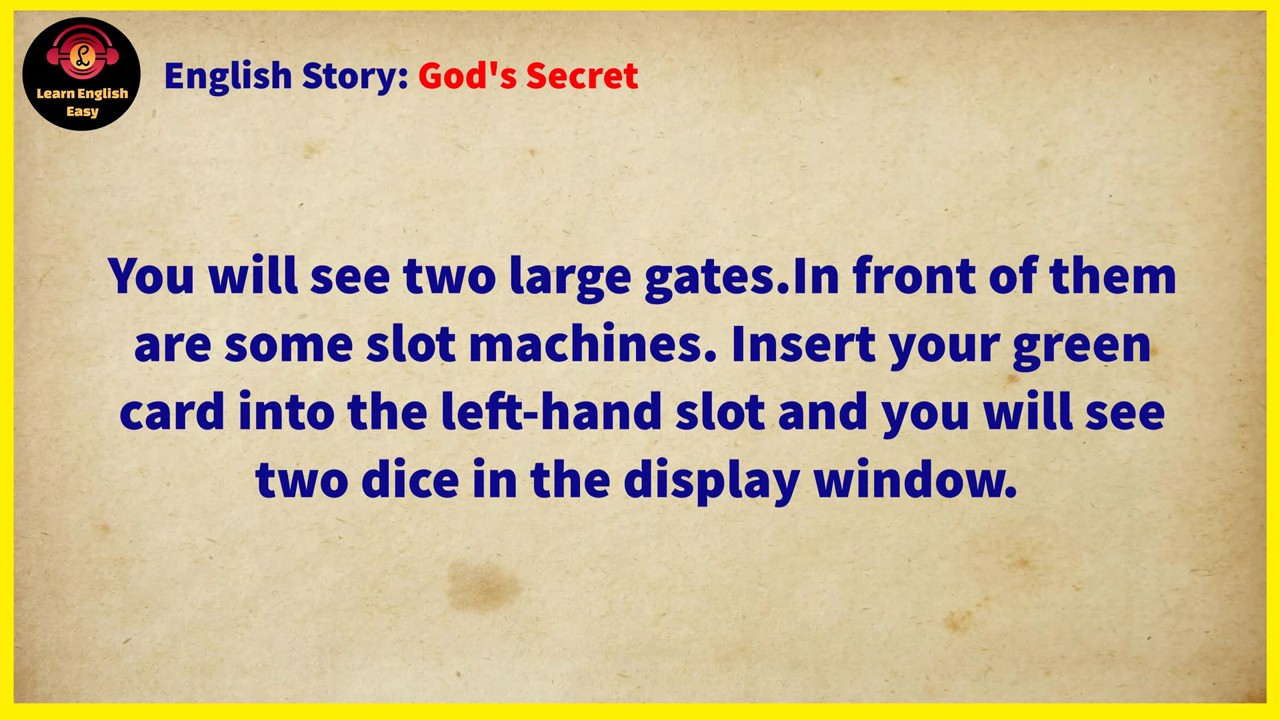 Learn English
Easy
English Story: God's Secret
You will see two large gates.In front of them
are some slot machines. Insert your green
card into the left-hand slot and you will see
two dice in the display window.